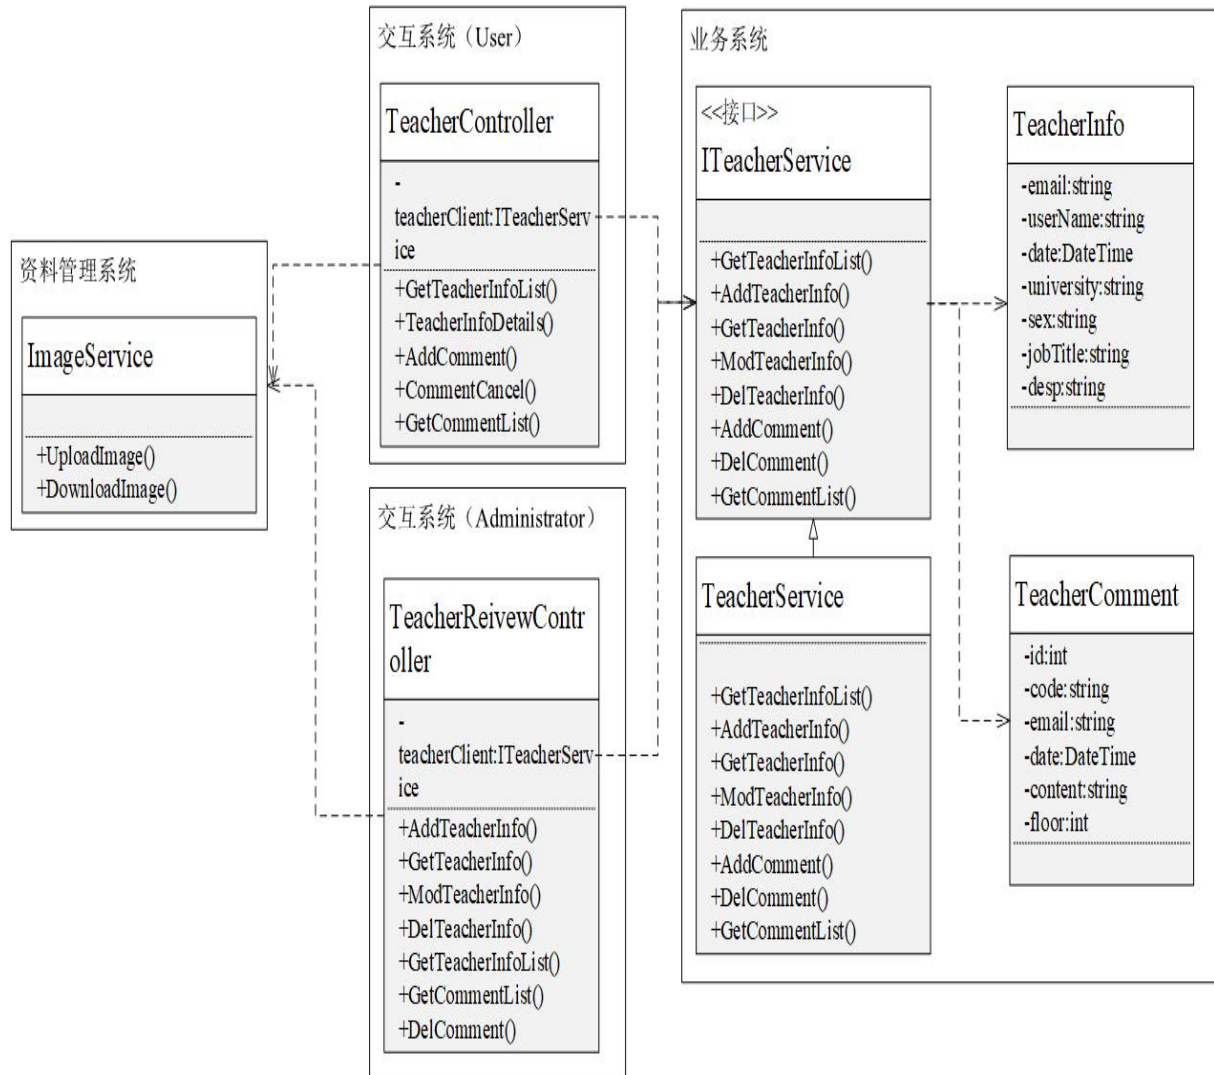 资料管理系统
ImageService
+UploadImage()
+DownloadImage()
交互系统（User）
TeacherController
-
teacherClient:ITeacherServ
ice
+GetTeacherInfoList()
+TeacherInfoDetails()
+AddComment()
+CommentCancel()
+GetCommentList()
交互系统（Administrator）
TeacherReivewContr
oller
-
teacherClient:ITeacherServ
ice
+AddTeacherInfo()
+GetTeacherInfo()
+ModTeacherInfo()
+DelTeacherInfo()
+GetTeacherInfoList()
+GetCommentList()
+DelComment()
业务系统
<<接口>>
ITeacherService
+GetTeacherInfoList()
+AddTeacherInfo()
+GetTeacherInfo()
+ModTeacherInfo()
+DelTeacherInfo()
+AddComment()
+DelComment()
+GetCommentList()
TeacherService
+GetTeacherInfoList()
+AddTeacherInfo()
+GetTeacherInfo()
+ModTeacherInfo()
+DelTeacherInfo()
+AddComment()
+DelComment()
+GetCommentList()
TeacherInfo
-email:string
-userName:string
-date:DateTime
-university:string
-sex:string
-jobTitle:string
-desp:string
TeacherComment
-id:int
-code:string
-email:string
-date:DateTime
-content:string
-floor:int